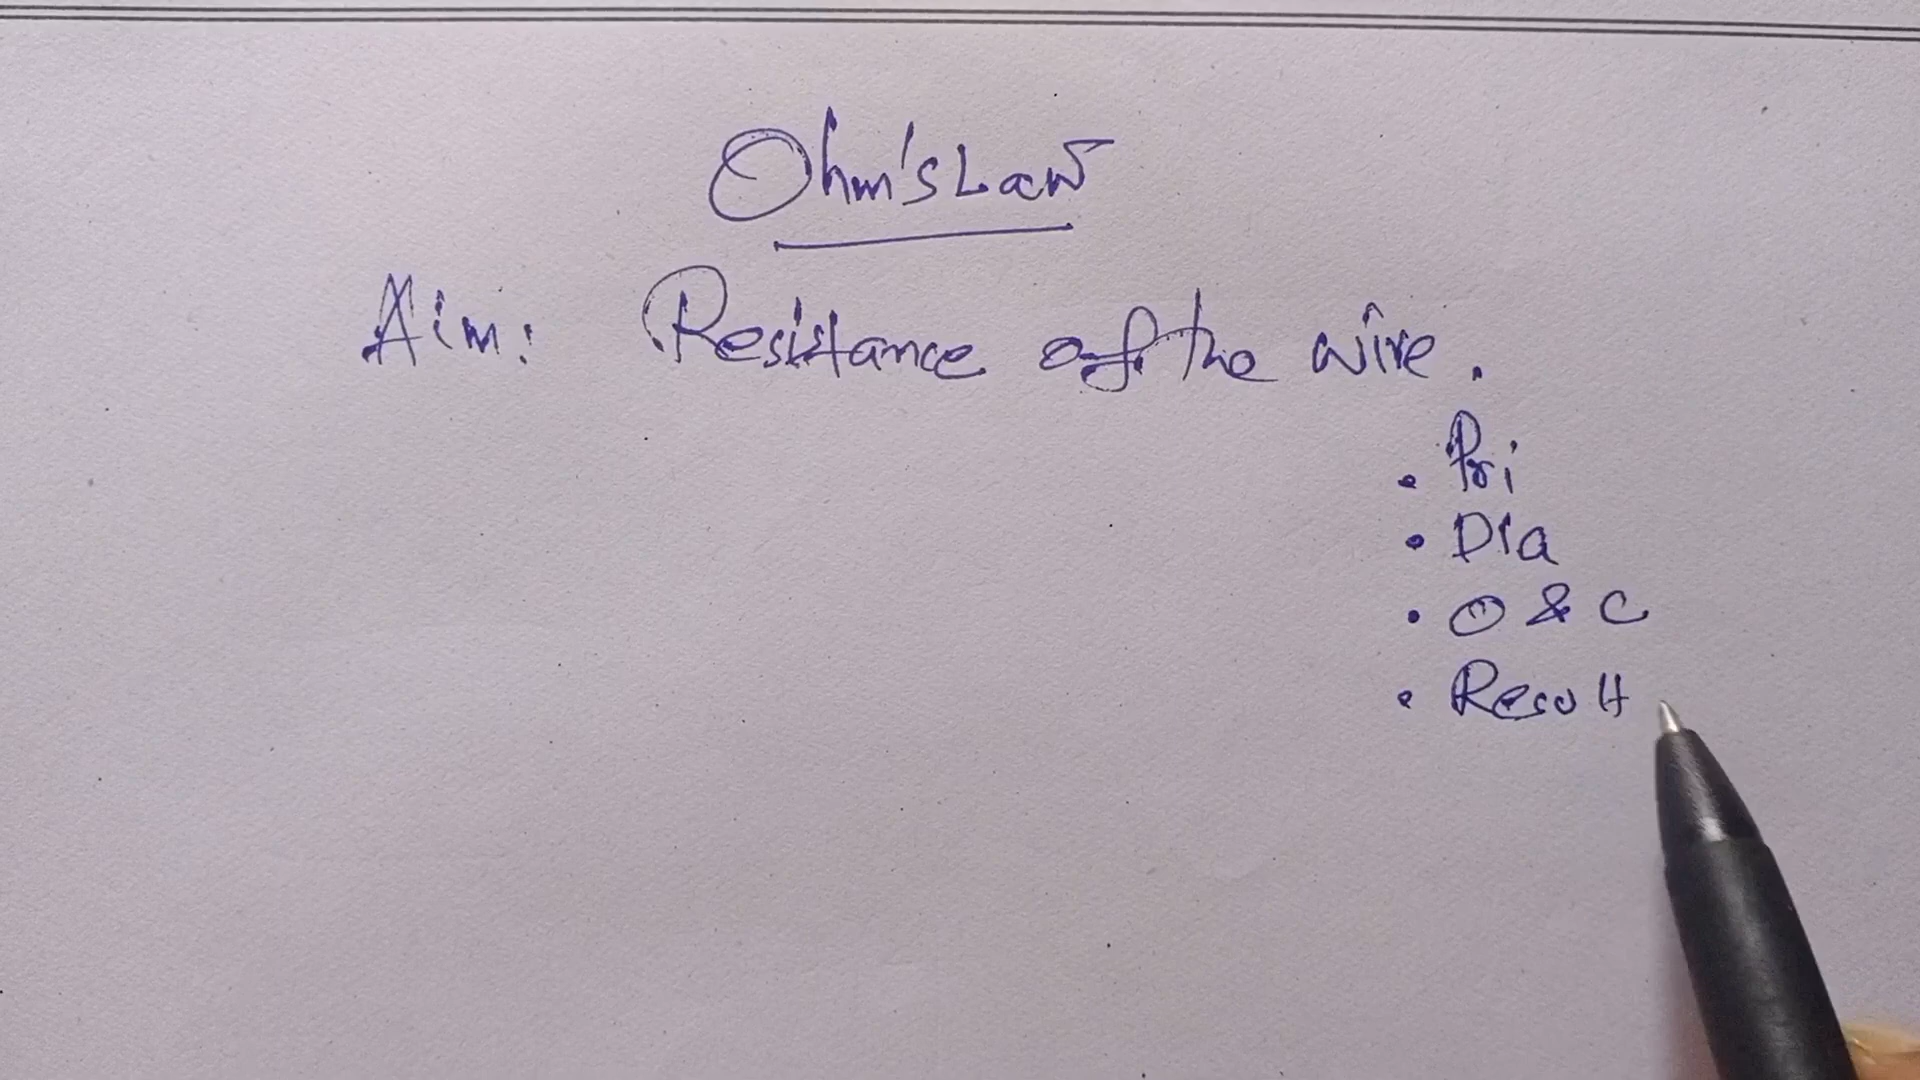 Ohm's Law
Aim: Resistance of the wire.
• Pri
• Dia
• O & C
• Result